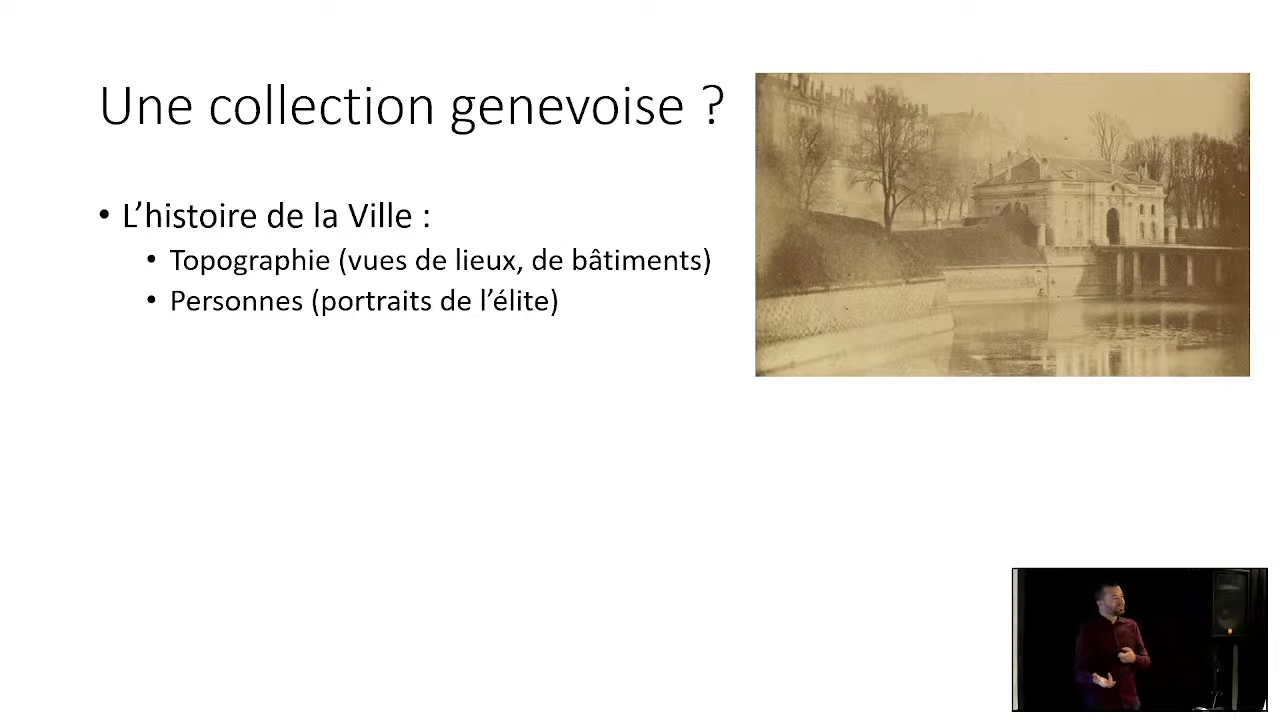 Une collection genevoise ?
• L’histoire de la Ville :
• Topographie (vues de lieux, de bâtiments)
• Personnes (portraits de l’élite)